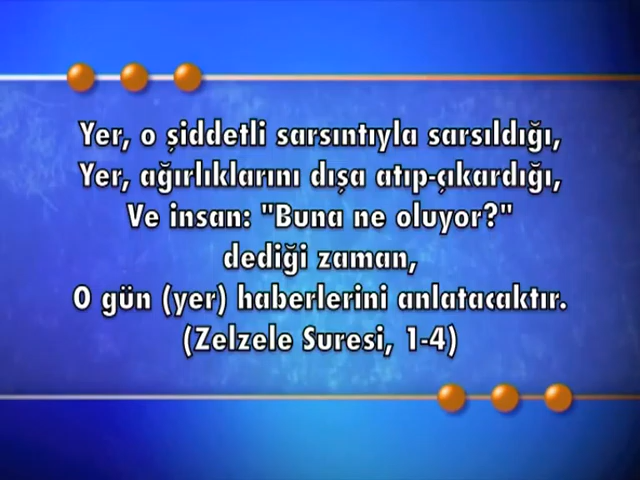 Yer, o şiddetli sarsıntıyla sarsıldığı,
Yer, ağırlıklarını dışa atıp-çıkardığı,
Ve insan: "Buna ne oluyor?"
dediği zaman,
O gün (yer) haberlerini anlatacaktır.
(Zelzele Suresi, 1-4)